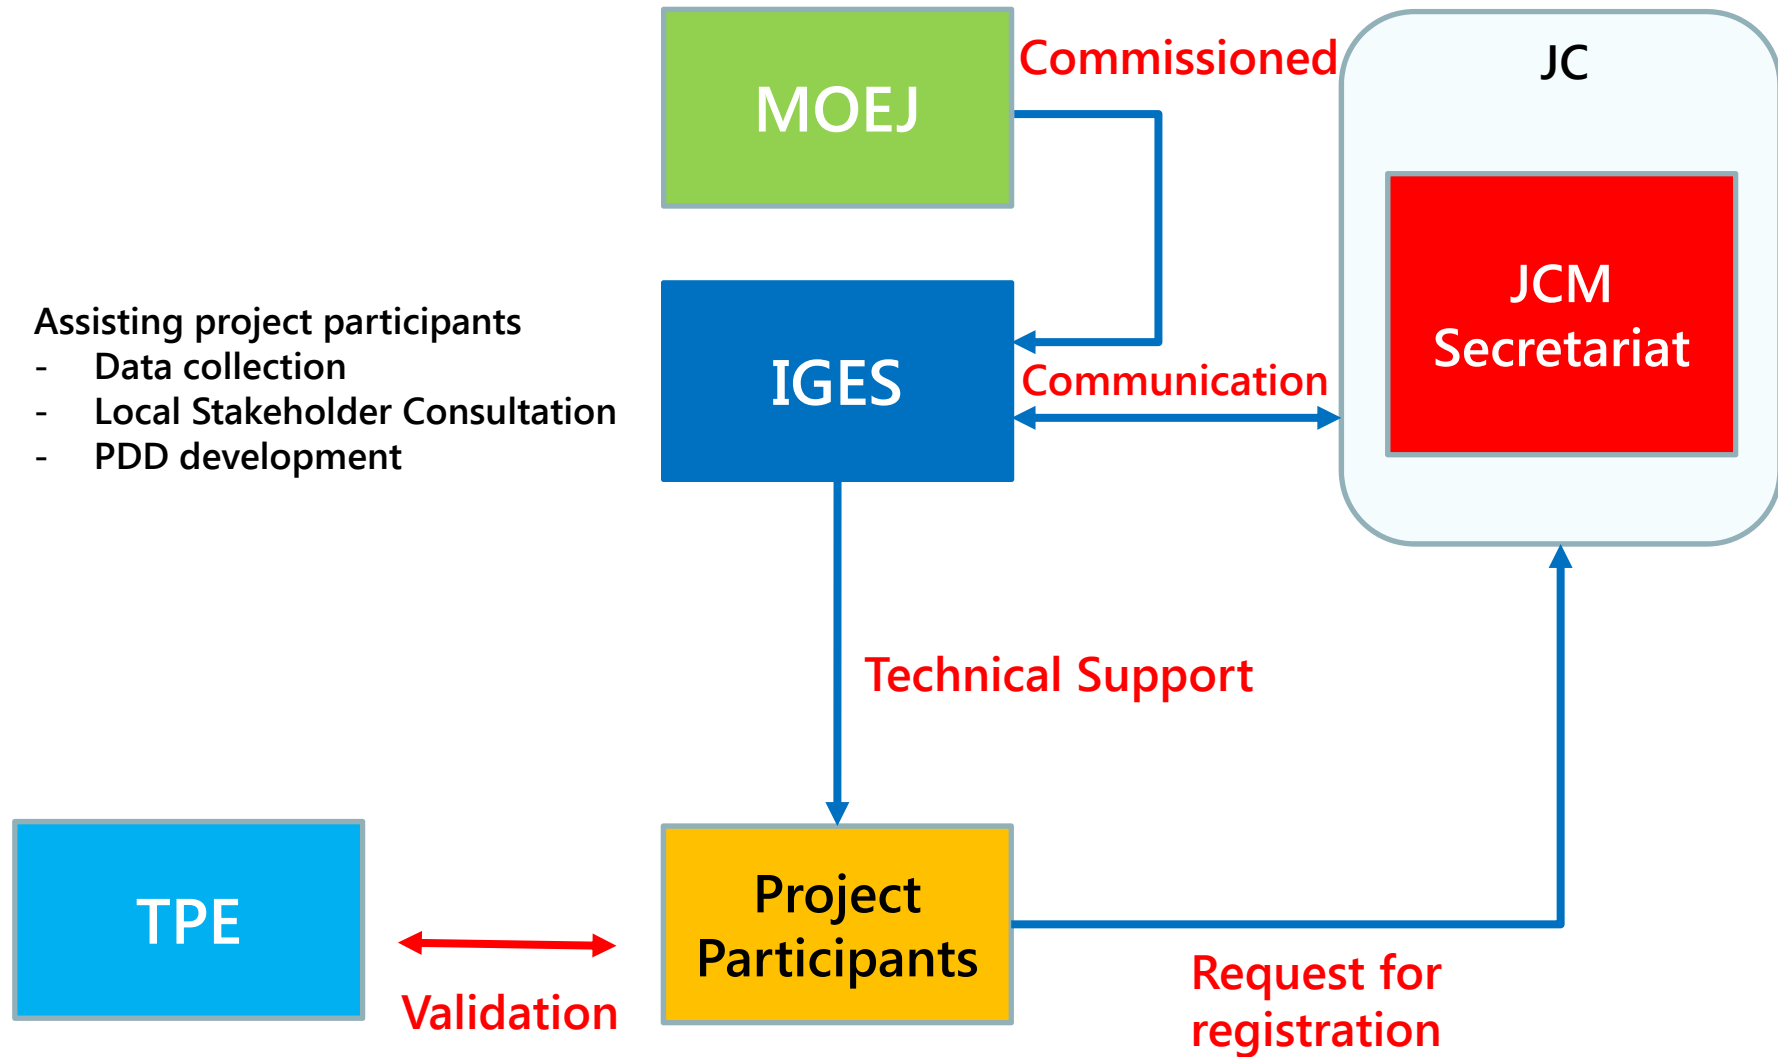 MOEJ
Commissioned
JC
JCM
Secretariat
Assisting project participants
- Data collection
- Local Stakeholder Consultation
- PDD development
IGES
Communication
Technical Support
TPE
Validation
Project
Participants
Request for
registration